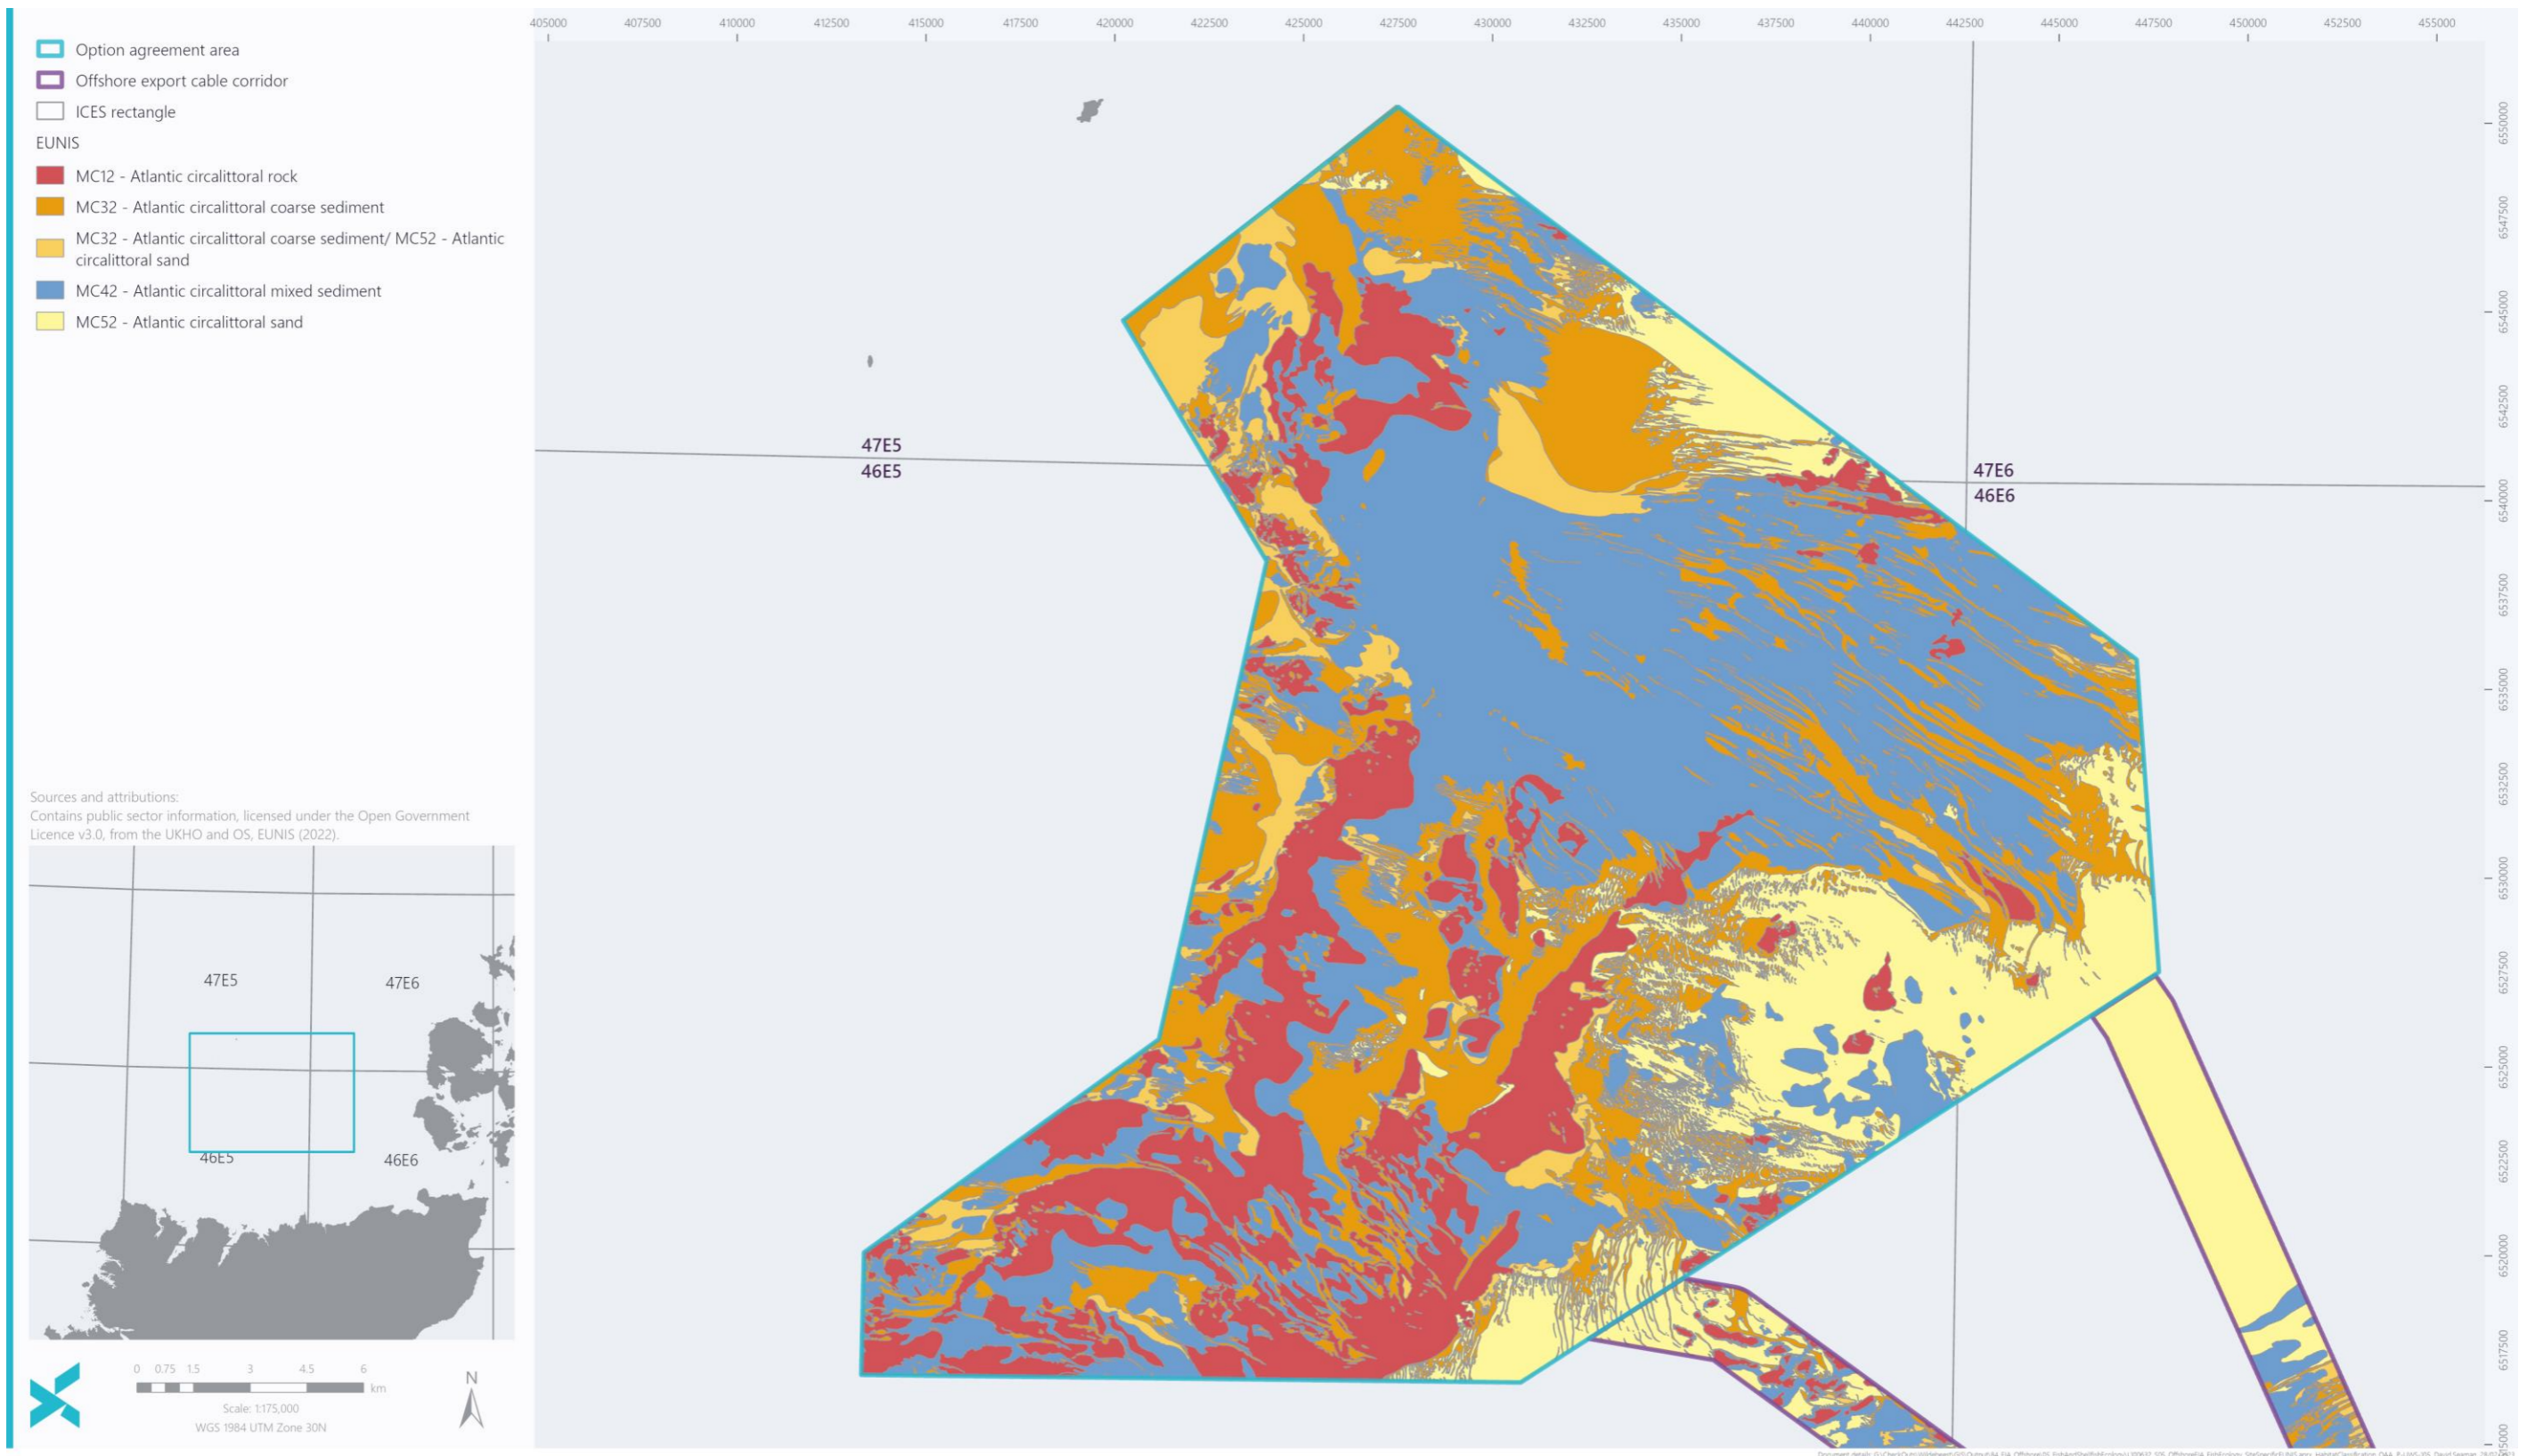 405000 407500 410000 412500 415000 417500 420000 422500 425000 427500 430000 432500 435000 437500 440000 442500 445000 447500 450000 452500 455000
Option agreement area
Offshore export cable corridor
ICES rectangle
EUNIS
MC12 - Atlantic circalittoral rock
MC32 - Atlantic circalittoral coarse sediment
MC32 - Atlantic circalittoral coarse sediment/ MC52 - Atlantic
circalittoral sand
MC42 - Atlantic circalittoral mixed sediment
MC52 - Atlantic circalittoral sand
47E5
46E5
47E6
46E6
6550000
6547500
6545000
6542500
6540000
6537500
6535000
6532500
6530000
6527500
6525000
6522500
6520000
6517500
Sources and attributions:
Contains public sector information, licensed under the Open Government
Licence v3.0, from the UKHO and OS, EUNIS (2022).
47E5
47E6
46E5
46E6
0 0.75 1.5 3 4.5 6
km
Scale: 1:175,000
WGS 1984 UTM Zone 30N
N